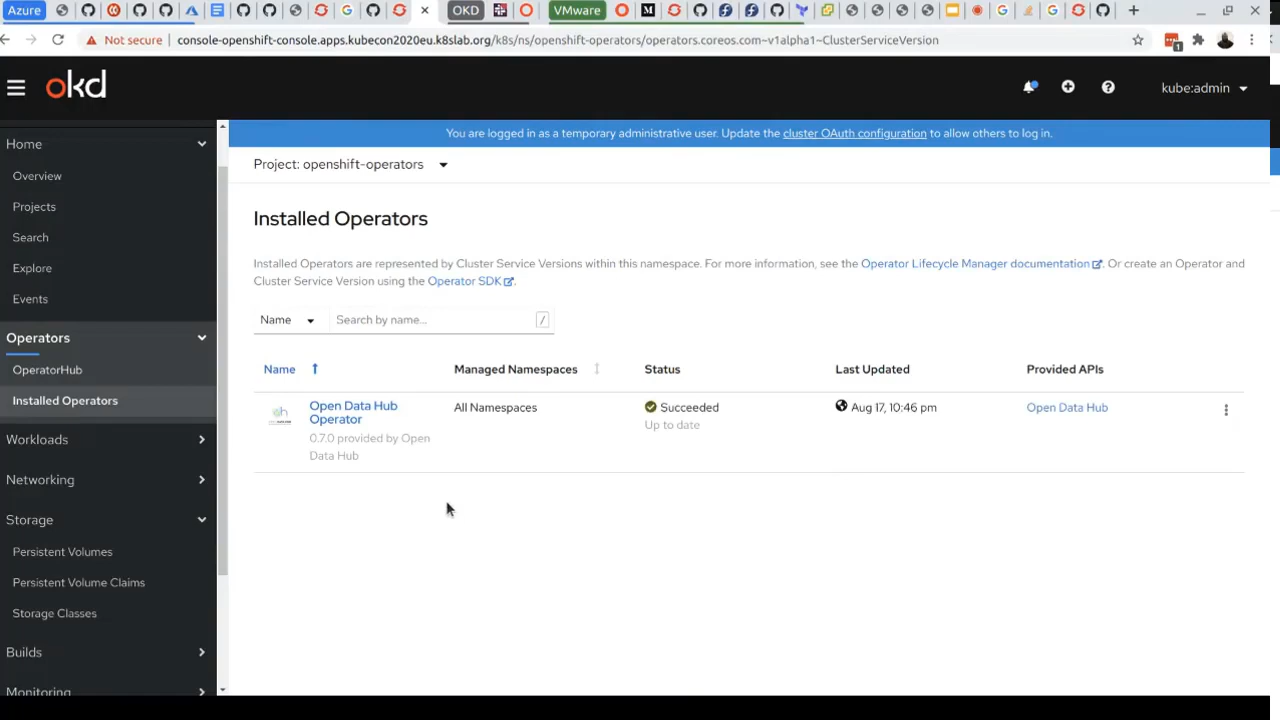 Azure
OKD
VMware
Not secure
console-openshift-console.apps.kubecon2020eu.k8slab.org/k8s/ns/openshift-operators/operators.coreos.com~v1alpha1~ClusterServiceVersion
1
okd
kube:admin
You are logged in as a temporary administrative user. Update the cluster OAuth configuration to allow others to log in.
Home
Overview
Projects
Search
Explore
Events
Operators
OperatorHub
Installed Operators
Workloads
Networking
Storage
Persistent Volumes
Persistent Volume Claims
Storage Classes
Builds
Monitoring
Project: openshift-operators
Installed Operators
Installed Operators are represented by Cluster Service Versions within this namespace. For more information, see the Operator Lifecycle Manager documentation. Or create an Operator and
Cluster Service Version using the Operator SDK.
Name
Search by name...
/
Name
Managed Namespaces
Status
Last Updated
Provided APIs
Open Data Hub
Operator
0.7.0 provided by Open
Data Hub
All Namespaces
Succeeded
Up to date
Aug 17, 10:46 pm
Open Data Hub